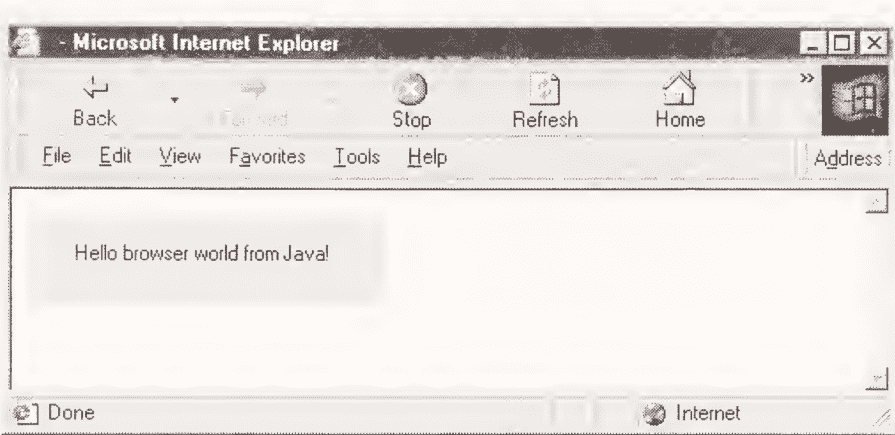 - Microsoft Internet Explorer
Back Forward Stop Refresh Home »
File Edit View Favorites Tools Help Address
Hello browser world from Java!
Done Internet